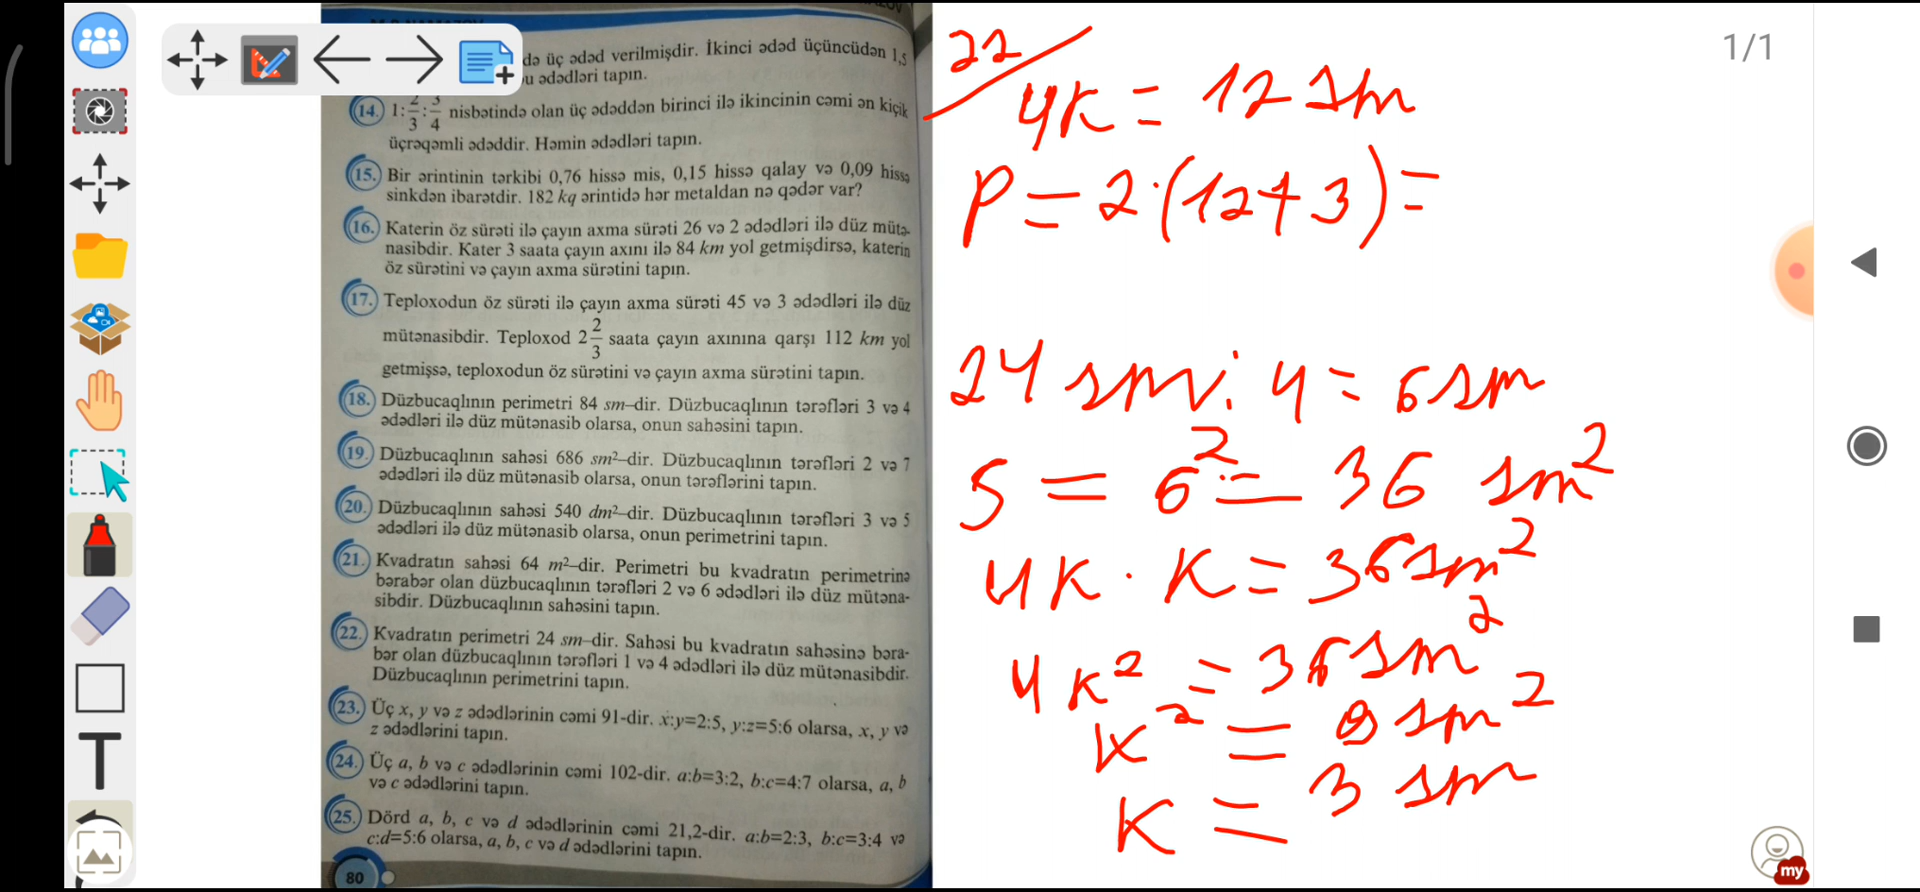 də üç ədəd verilmişdir. İkinci ədəd üçüncüdən 1,5
u ədədləri tapın.
14. 1:2/3:3/4 nisbətində olan üç ədəddən birinci ilə ikincinin cəmi ən kiçik
üçrəqəmli ədəddir. Həmin ədədləri tapın.
15. Bir ərintinin tərkibi 0,76 hissə mis, 0,15 hissə qalay və 0,09 hissə
sinkdən ibarətdir. 182 kq ərintidə hər metaldan nə qədər var?
16. Katerin öz sürəti ilə çayın axma sürəti 26 və 2 ədədləri ilə düz mütə-
nasibdir. Kater 3 saata çayın axını ilə 84 km yol getmişdirsə, katerin
öz sürətini və çayın axma sürətini tapın.
17. Teploxodun öz sürəti ilə çayın axma sürəti 45 və 3 ədədləri ilə düz
mütənasibdir. Teploxod 2 2/3 saata çayın axınına qarşı 112 km yol
getmişsə, teploxodun öz sürətini və çayın axma sürətini tapın.
18. Düzbucaqlının perimetri 84 sm–dir. Düzbucaqlının tərəfləri 3 və 4
ədədləri ilə düz mütənasib olarsa, onun sahəsini tapın.
19. Düzbucaqlının sahəsi 686 sm²–dir. Düzbucaqlının tərəfləri 2 və 7
ədədləri ilə düz mütənasib olarsa, onun tərəflərini tapın.
20. Düzbucaqlının sahəsi 540 dm²–dir. Düzbucaqlının tərəfləri 3 və 5
ədədləri ilə düz mütənasib olarsa, onun perimetrini tapın.
21. Kvadratın sahəsi 64 m²–dir. Perimetri bu kvadratın perimetrinə
bərabər olan düzbucaqlının tərəfləri 2 və 6 ədədləri ilə düz mütəna-
sibdir. Düzbucaqlının sahəsini tapın.
22. Kvadratın perimetri 24 sm–dir. Sahəsi bu kvadratın sahəsinə bəra-
bər olan düzbucaqlının tərəfləri 1 və 4 ədədləri ilə düz mütənasibdir.
Düzbucaqlının perimetrini tapın.
23. Üç x, y və z ədədlərinin cəmi 91-dir. x:y=2:5, y:z=5:6 olarsa, x, y və
z ədədlərini tapın.
24. Üç a, b və c ədədlərinin cəmi 102-dir. a:b=3:2, b:c=4:7 olarsa, a, b
və c ədədlərini tapın.
25. Dörd a, b, c və d ədədlərinin cəmi 21,2-dir. a:b=2:3, b:c=3:4 və
c:d=5:6 olarsa, a, b, c və d ədədlərini tapın.
80
22
4k = 12 sm
P = 2·(12+3) =
24 sm : 4 = 6 sm
S = 6² = 36 sm²
4k · k = 36 sm²
4k² = 36 sm²
k² = 9 sm²
k = 3 sm
1/1
T
my